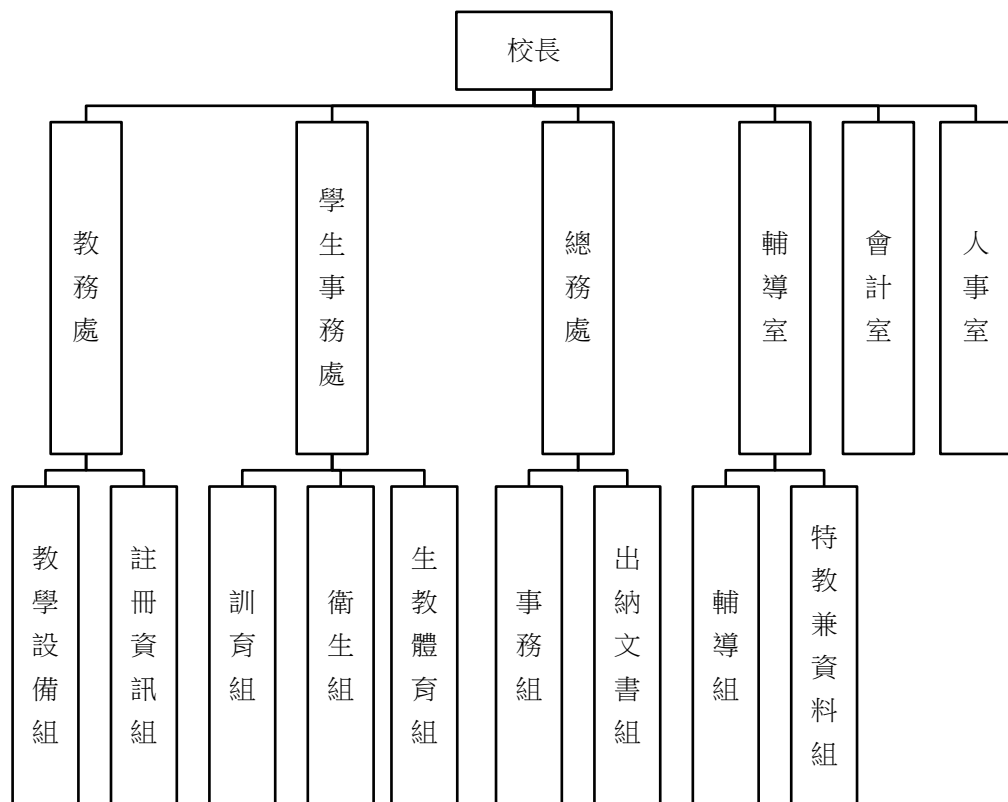 校長
教務處
學生事務處
總務處
輔導室
會計室
人事室
教學設備組
註冊資訊組
訓育組
衛生組
生教體育組
事務組
出納文書組
輔導組
特教兼資料組